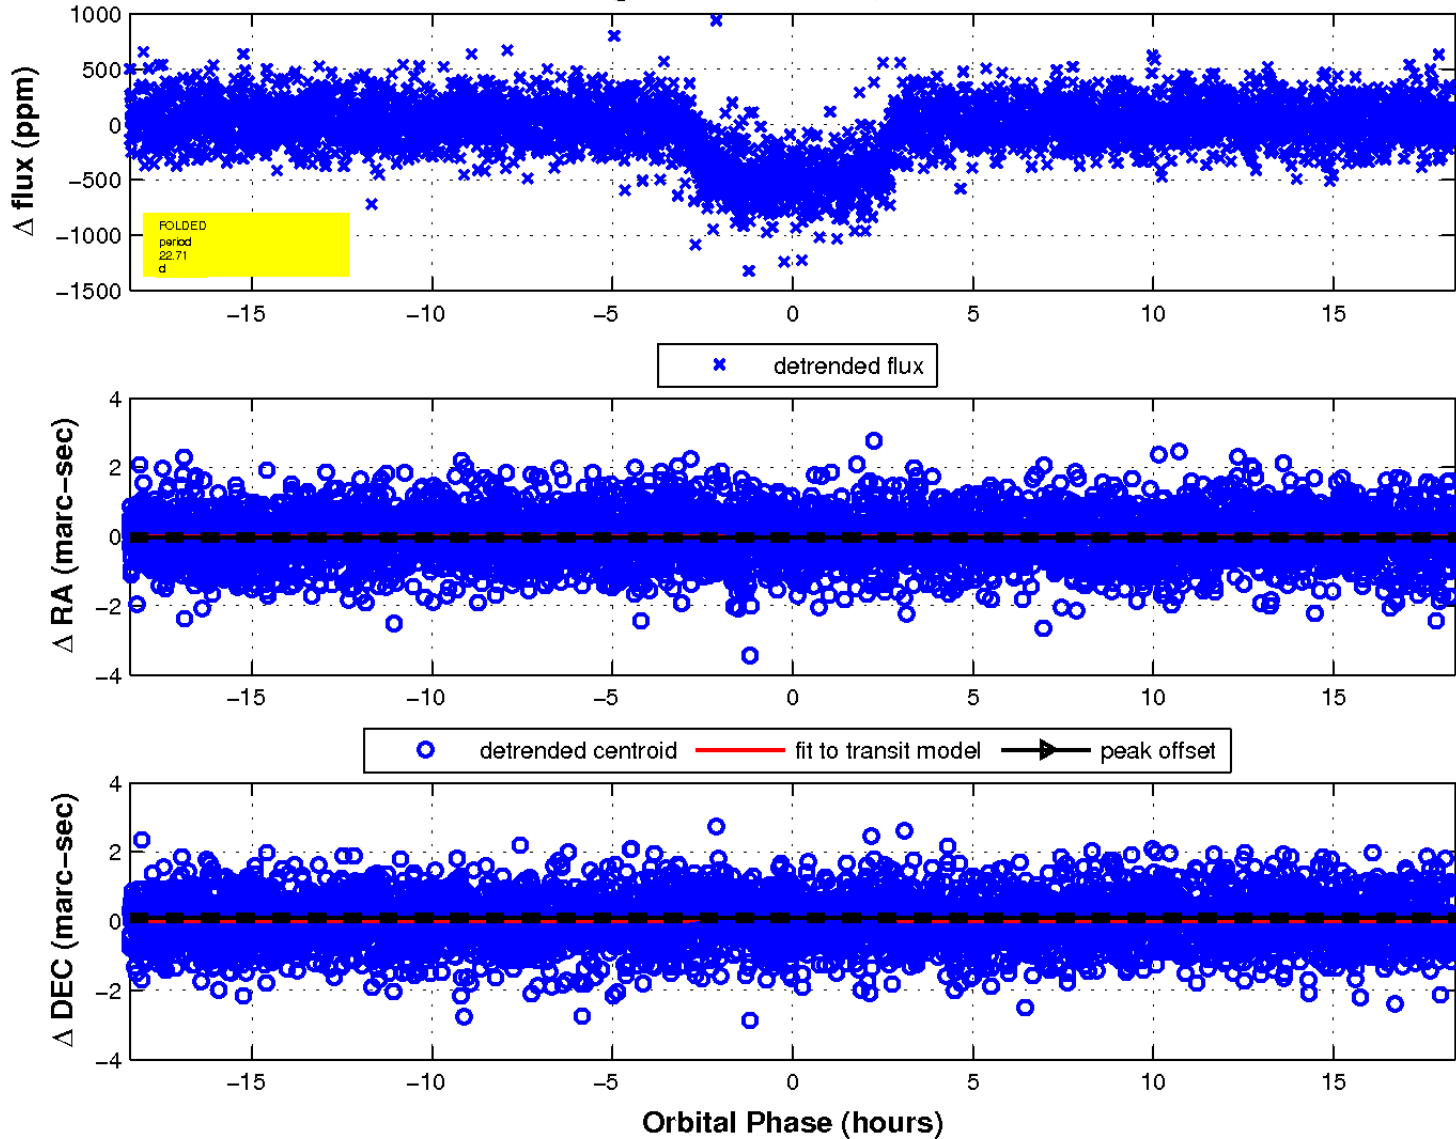 1000
500
0
−500
−1000
−1500
Δ flux (ppm)
FOLDED
period
22.71
d
−15 −10 −5 0 5 10 15
detrended flux
4
2
0
−2
−4
Δ RA (marc−sec)
−15 −10 −5 0 5 10 15
detrended centroid fit to transit model peak offset
4
2
0
−2
−4
Δ DEC (marc−sec)
−15 −10 −5 0 5 10 15
Orbital Phase (hours)